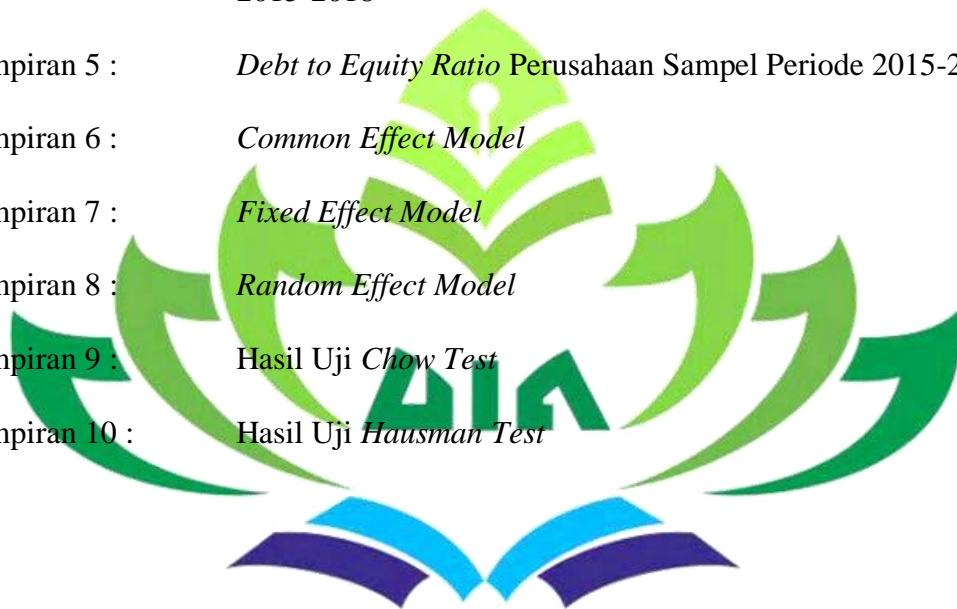 2015-2018
mpiran 5 : Debt to Equity Ratio Perusahaan Sampel Periode 2015-2
mpiran 6 : Common Effect Model
mpiran 7 : Fixed Effect Model
mpiran 8 : Random Effect Model
mpiran 9 : Hasil Uji Chow Test
UIN
mpiran 10 : Hasil Uji Hausman Test